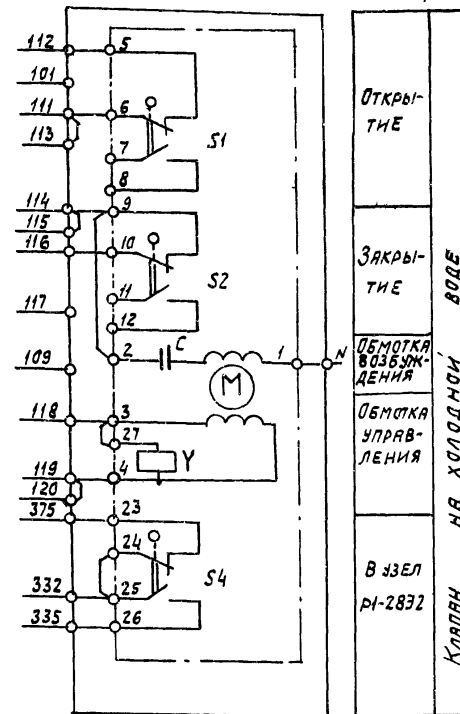 112
5
101
111
6
113
S1
7
8
114
9
115
116
10
S2
11
117
12
C
2
1
N
109
M
118
3
27
Y
119
4
120
375
23
24
S4
332
25
335
26
ОТКРЫ-
ТИЕ
ЗАКРЫ-
ТИЕ
ОБМОТКА
ВОЗБУЖ-
ДЕНИЯ
ОБМОТКА
УПРАВ-
ЛЕНИЯ
В УЗЕЛ
р1-2832
КЛАПАН НА ХОЛОДНОЙ ВОДЕ